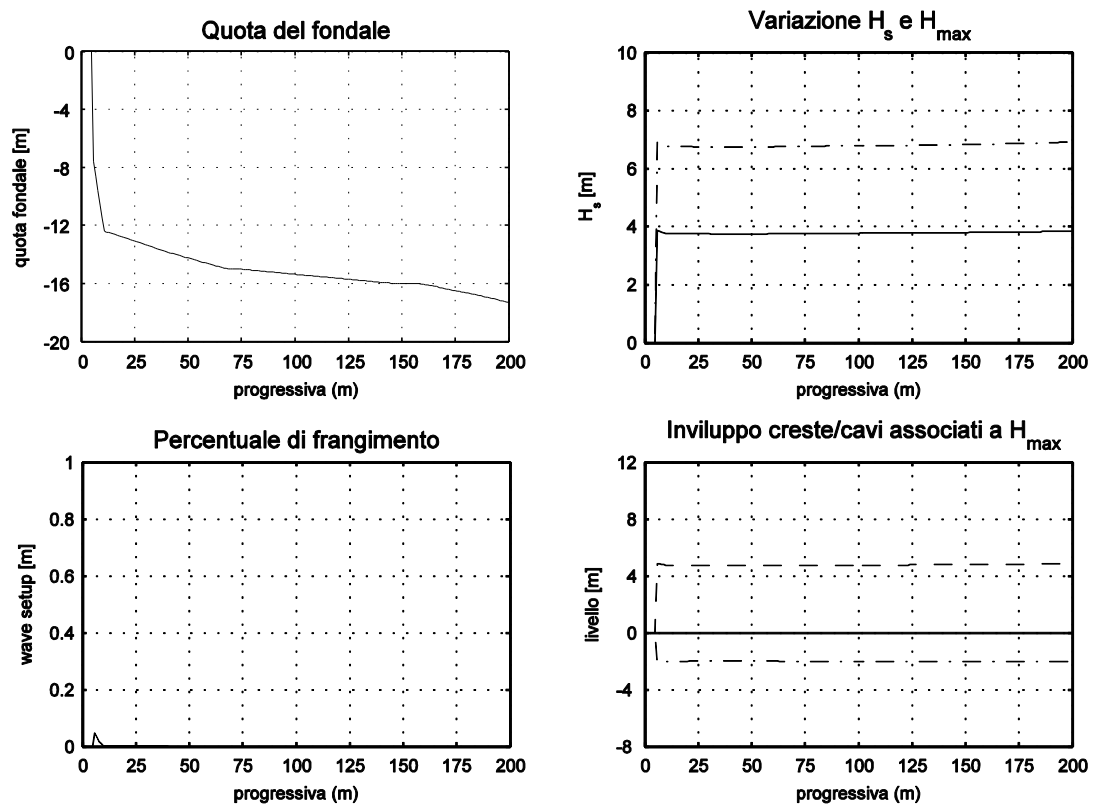 Quota del fondale
0
-4
-8
-12
-16
-20
quota fondale [m]
0 25 50 75 100 125 150 175 200
progressiva (m)
Variazione Hs e Hmax
10
8
6
4
2
0
Hs [m]
0 25 50 75 100 125 150 175 200
progressiva (m)
Percentuale di frangimento
1
0.8
0.6
0.4
0.2
0
wave setup [m]
0 25 50 75 100 125 150 175 200
progressiva (m)
Inviluppo creste/cavi associati a Hmax
12
8
4
0
-4
-8
livello [m]
0 25 50 75 100 125 150 175 200
progressiva (m)